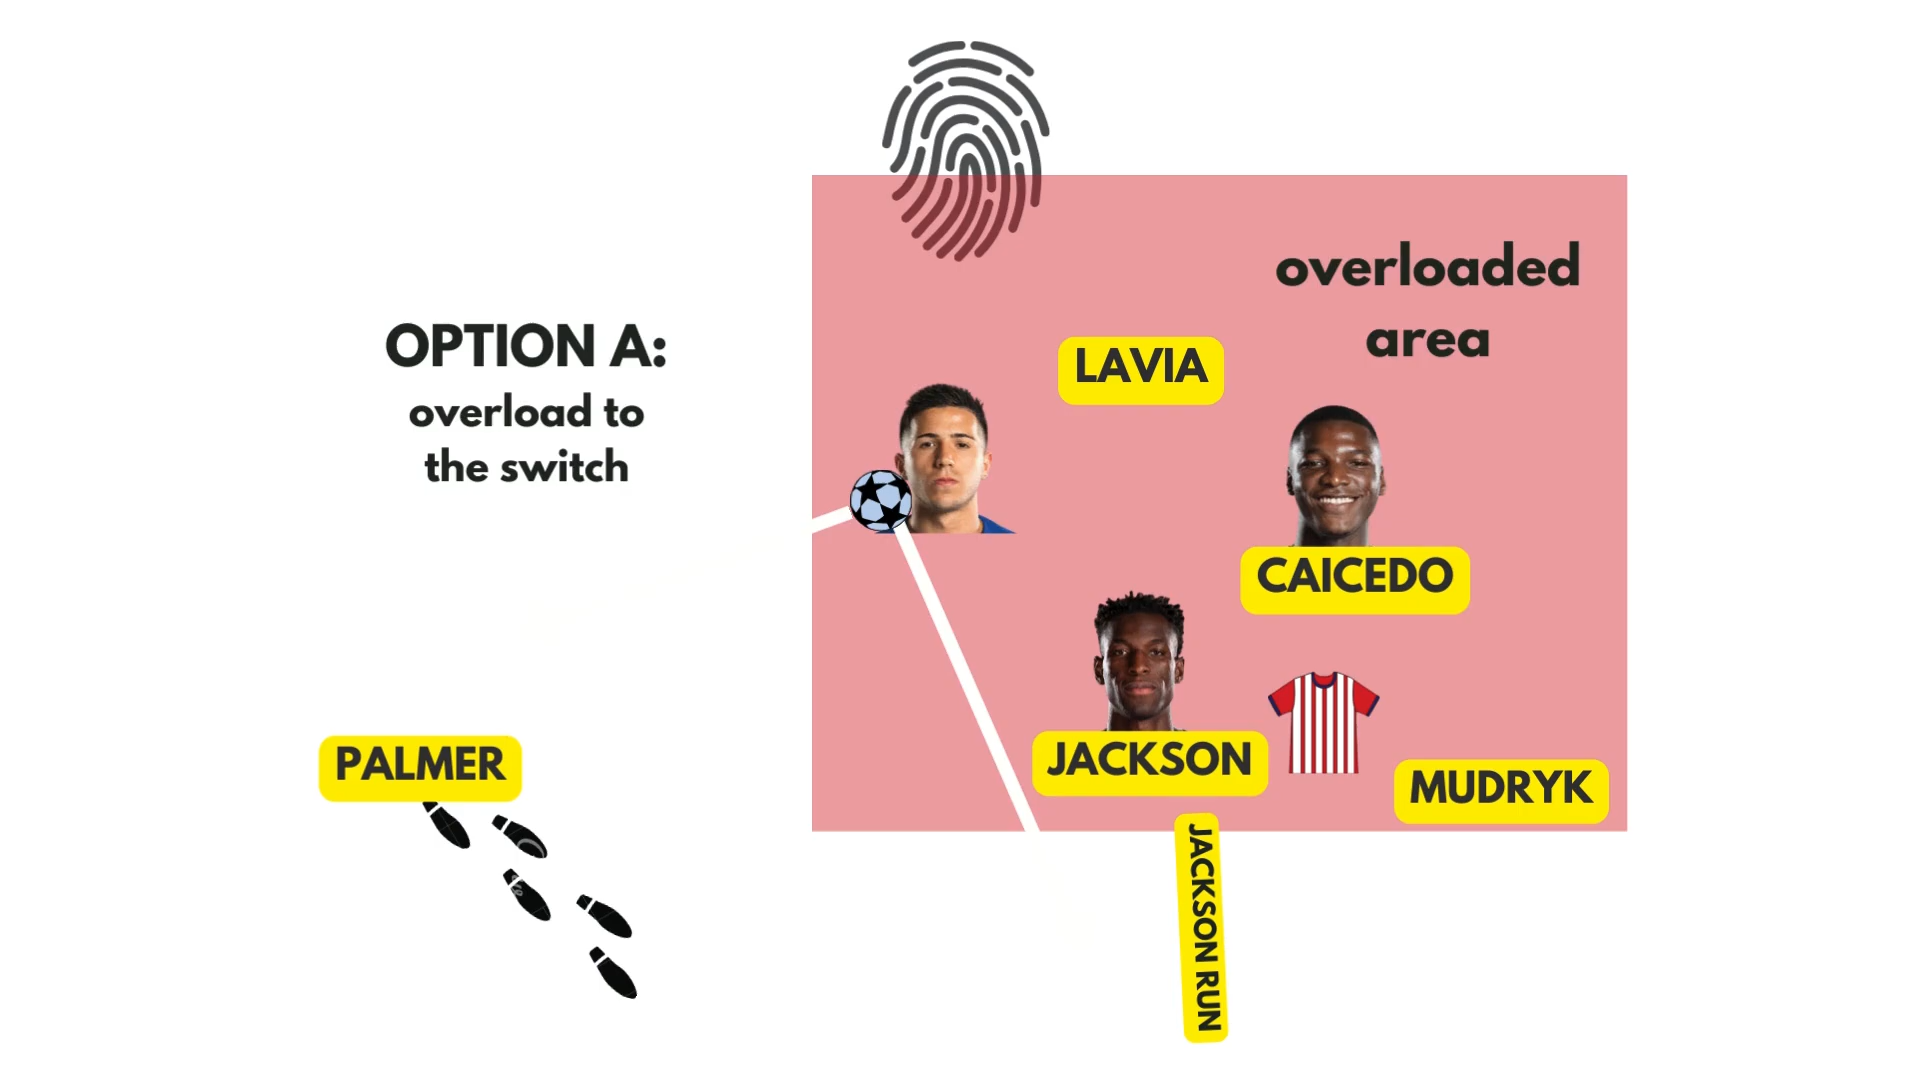 OPTION A:
overload to
the switch
overloaded
area
LAVIA
CAICEDO
JACKSON
MUDRYK
PALMER
JACKSON RUN